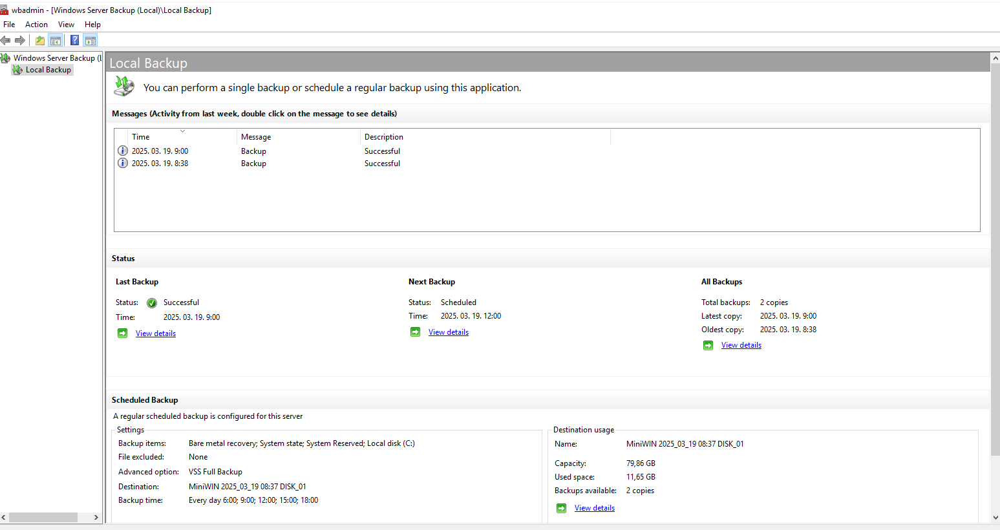 wbadmin - [Windows Server Backup (Local)\Local Backup]
File Action View Help
Windows Server Backup (L
Local Backup
Local Backup
You can perform a single backup or schedule a regular backup using this application.
Messages (Activity from last week, double click on the message to see details)
Time Message Description
2025. 03. 19. 9:00 Backup Successful
2025. 03. 19. 8:38 Backup Successful
Status
Last Backup
Status: Successful
Time: 2025. 03. 19. 9:00
View details
Next Backup
Status: Scheduled
Time: 2025. 03. 19. 12:00
View details
All Backups
Total backups: 2 copies
Latest copy: 2025. 03. 19. 9:00
Oldest copy: 2025. 03. 19. 8:38
View details
Scheduled Backup
A regular scheduled backup is configured for this server
Settings
Backup items: Bare metal recovery; System state; System Reserved; Local disk (C:)
File excluded: None
Advanced option: VSS Full Backup
Destination: MiniWIN 2025_03_19 08:37 DISK_01
Backup time: Every day 6:00; 9:00; 12:00; 15:00; 18:00
Destination usage
Name: MiniWIN 2025_03_19 08:37 DISK_01
Capacity: 79,86 GB
Used space: 11,65 GB
Backups available: 2 copies
View details